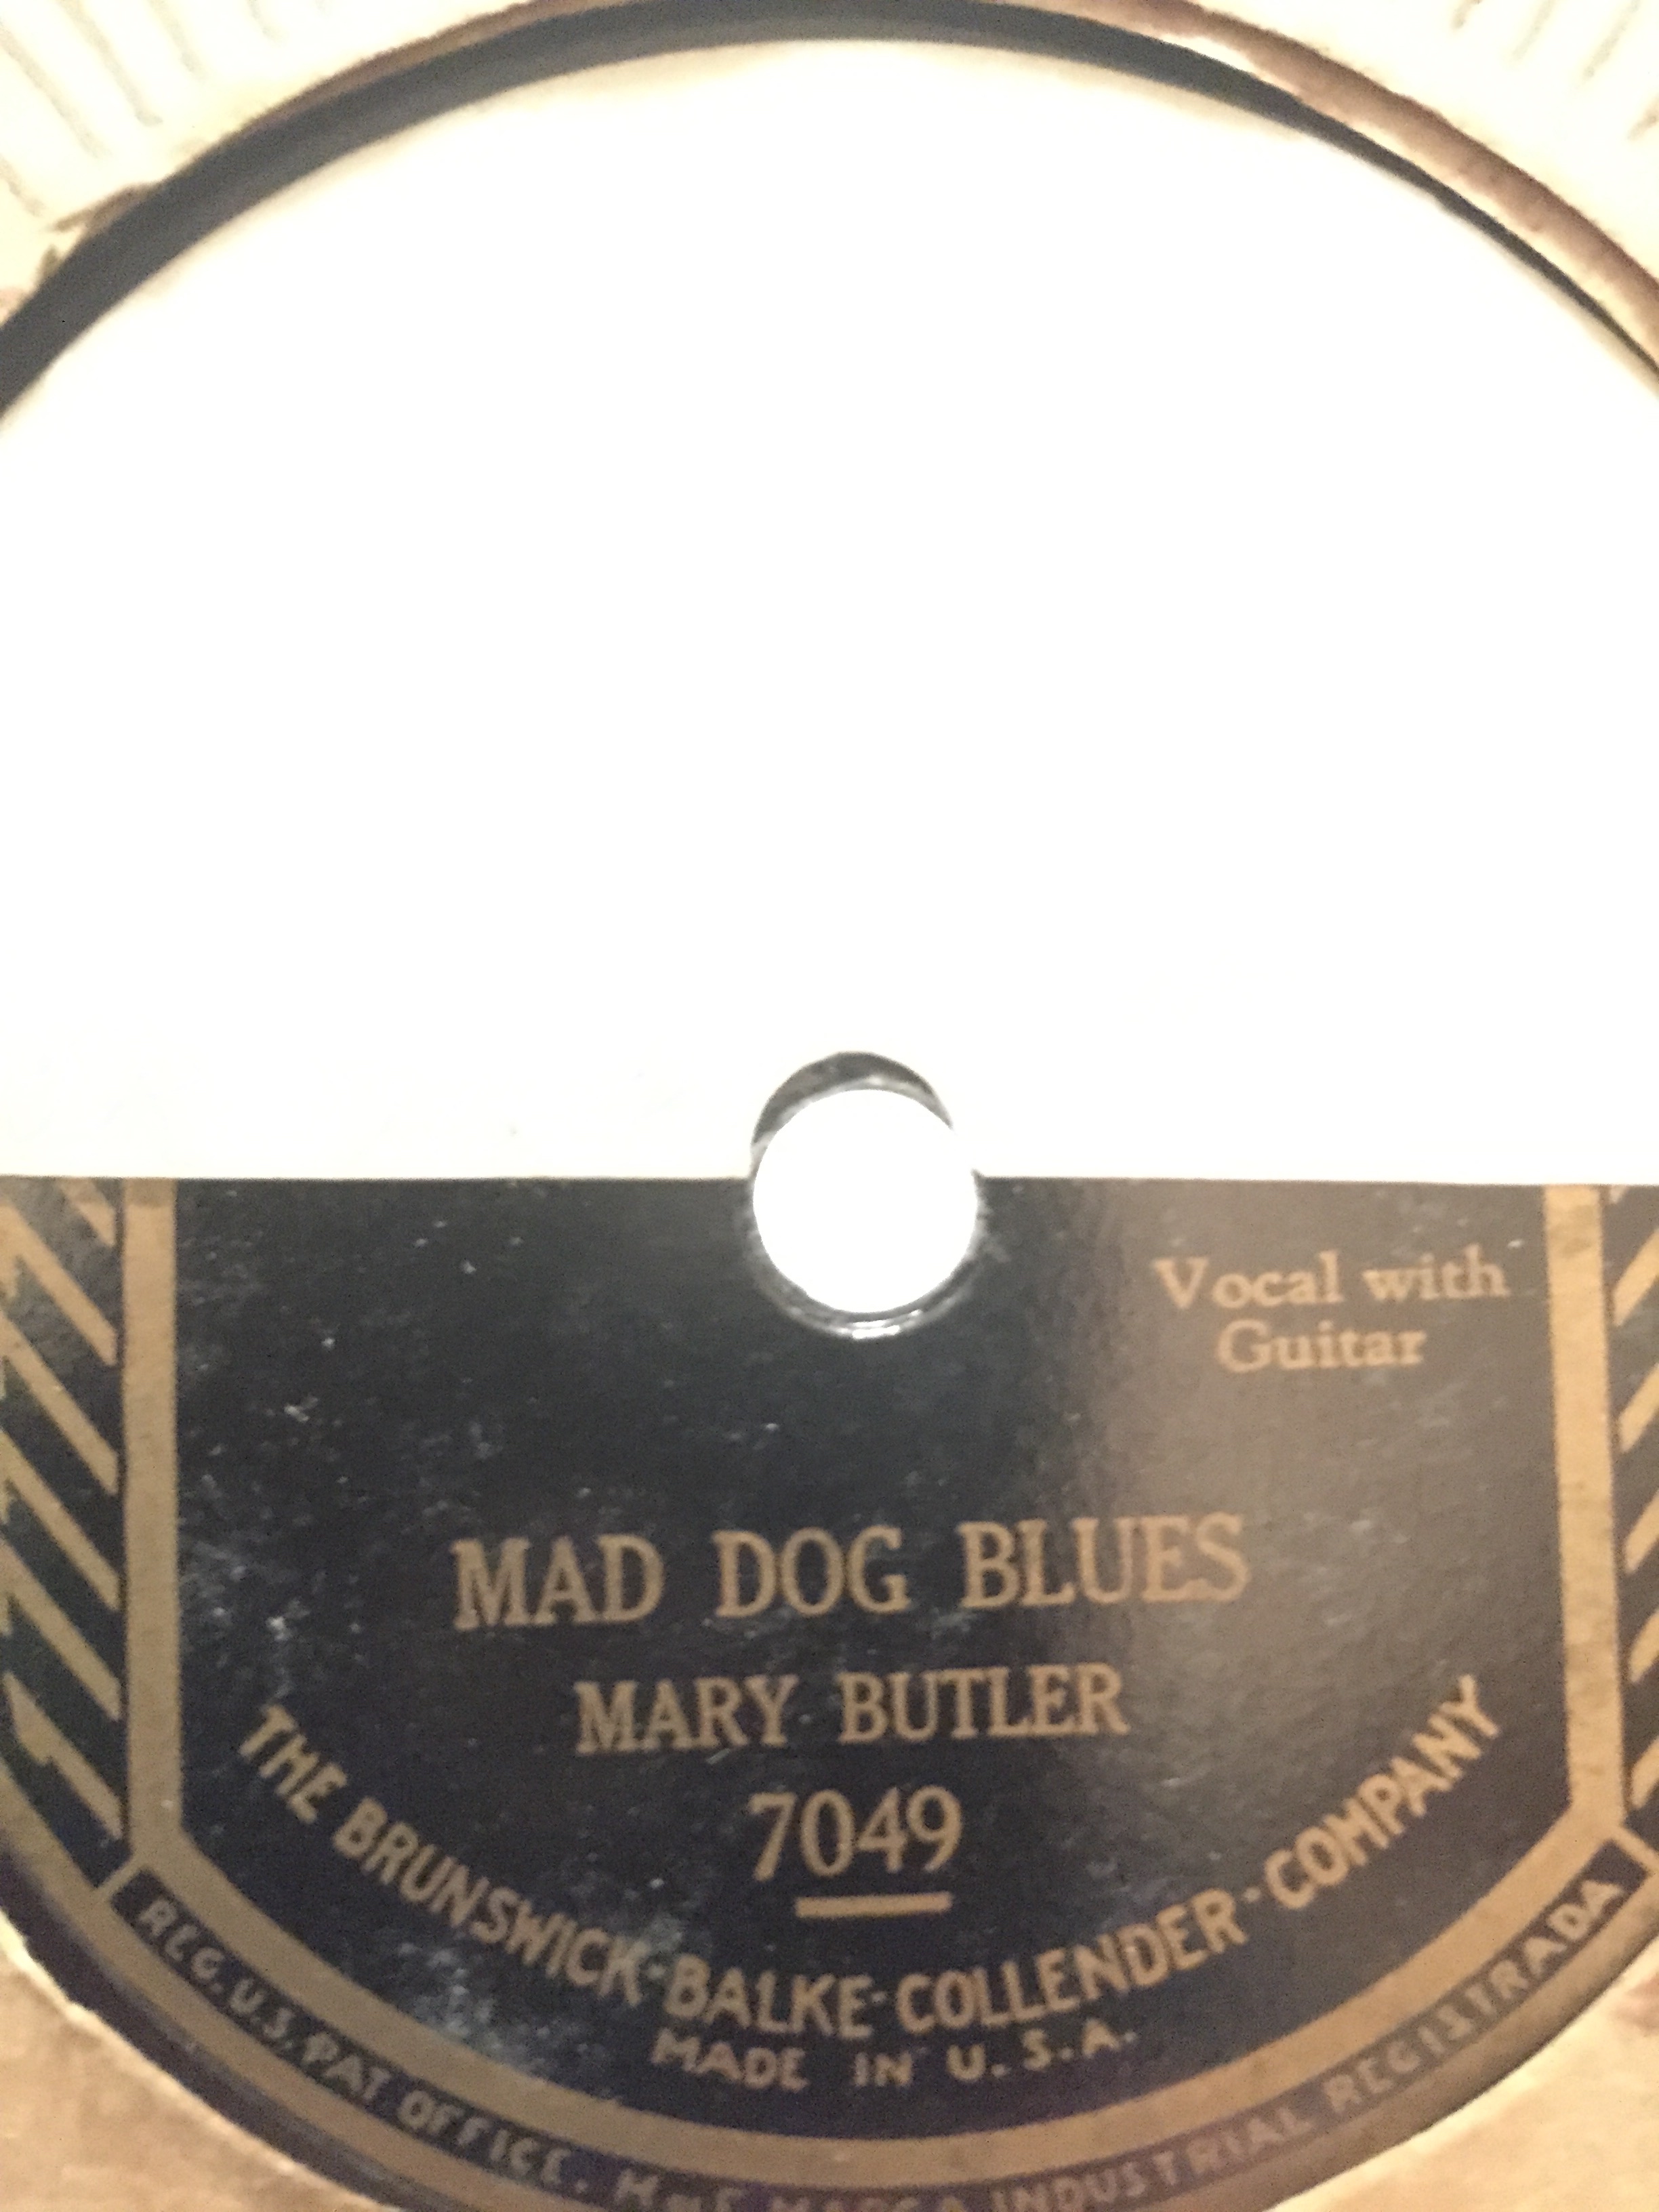 Vocal with
Guitar
MAD DOG BLUES
MARY BUTLER
7049
THE BRUNSWICK-BALKE-COLLENDER-COMPANY
MADE IN U.S.A.
REG. U.S. PAT OFFICE. MARCA INDUSTRIAL REGISTRADA